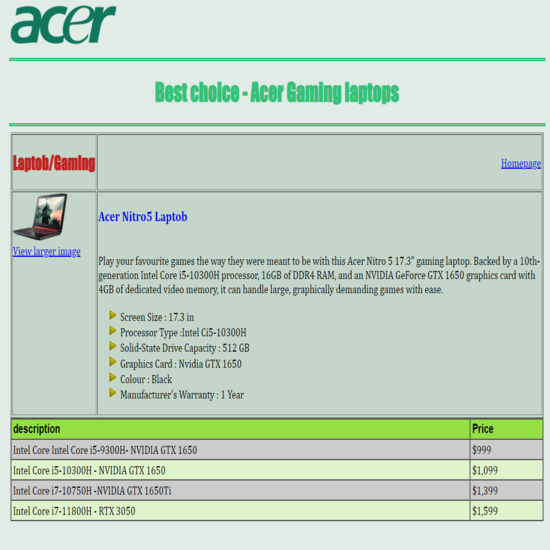 acer
Best choice - Acer Gaming laptops
Laptob/Gaming
Homepage
View larger image
Acer Nitro5 Laptob
Play your favourite games the way they were meant to be with this Acer Nitro 5 17.3" gaming laptop. Backed by a 10th-
generation Intel Core i5-10300H processor, 16GB of DDR4 RAM, and an NVIDIA GeForce GTX 1650 graphics card with
4GB of dedicated video memory, it can handle large, graphically demanding games with ease.
Screen Size : 17.3 in
Processor Type :Intel Ci5-10300H
Solid-State Drive Capacity : 512 GB
Graphics Card : Nvidia GTX 1650
Colour : Black
Manufacturer's Warranty : 1 Year
description Price
Intel Core Intel Core i5-9300H- NVIDIA GTX 1650 $999
Intel Core i5-10300H - NVIDIA GTX 1650 $1,099
Intel Core i7-10750H -NVIDIA GTX 1650Ti $1,399
Intel Core i7-11800H - RTX 3050 $1,599